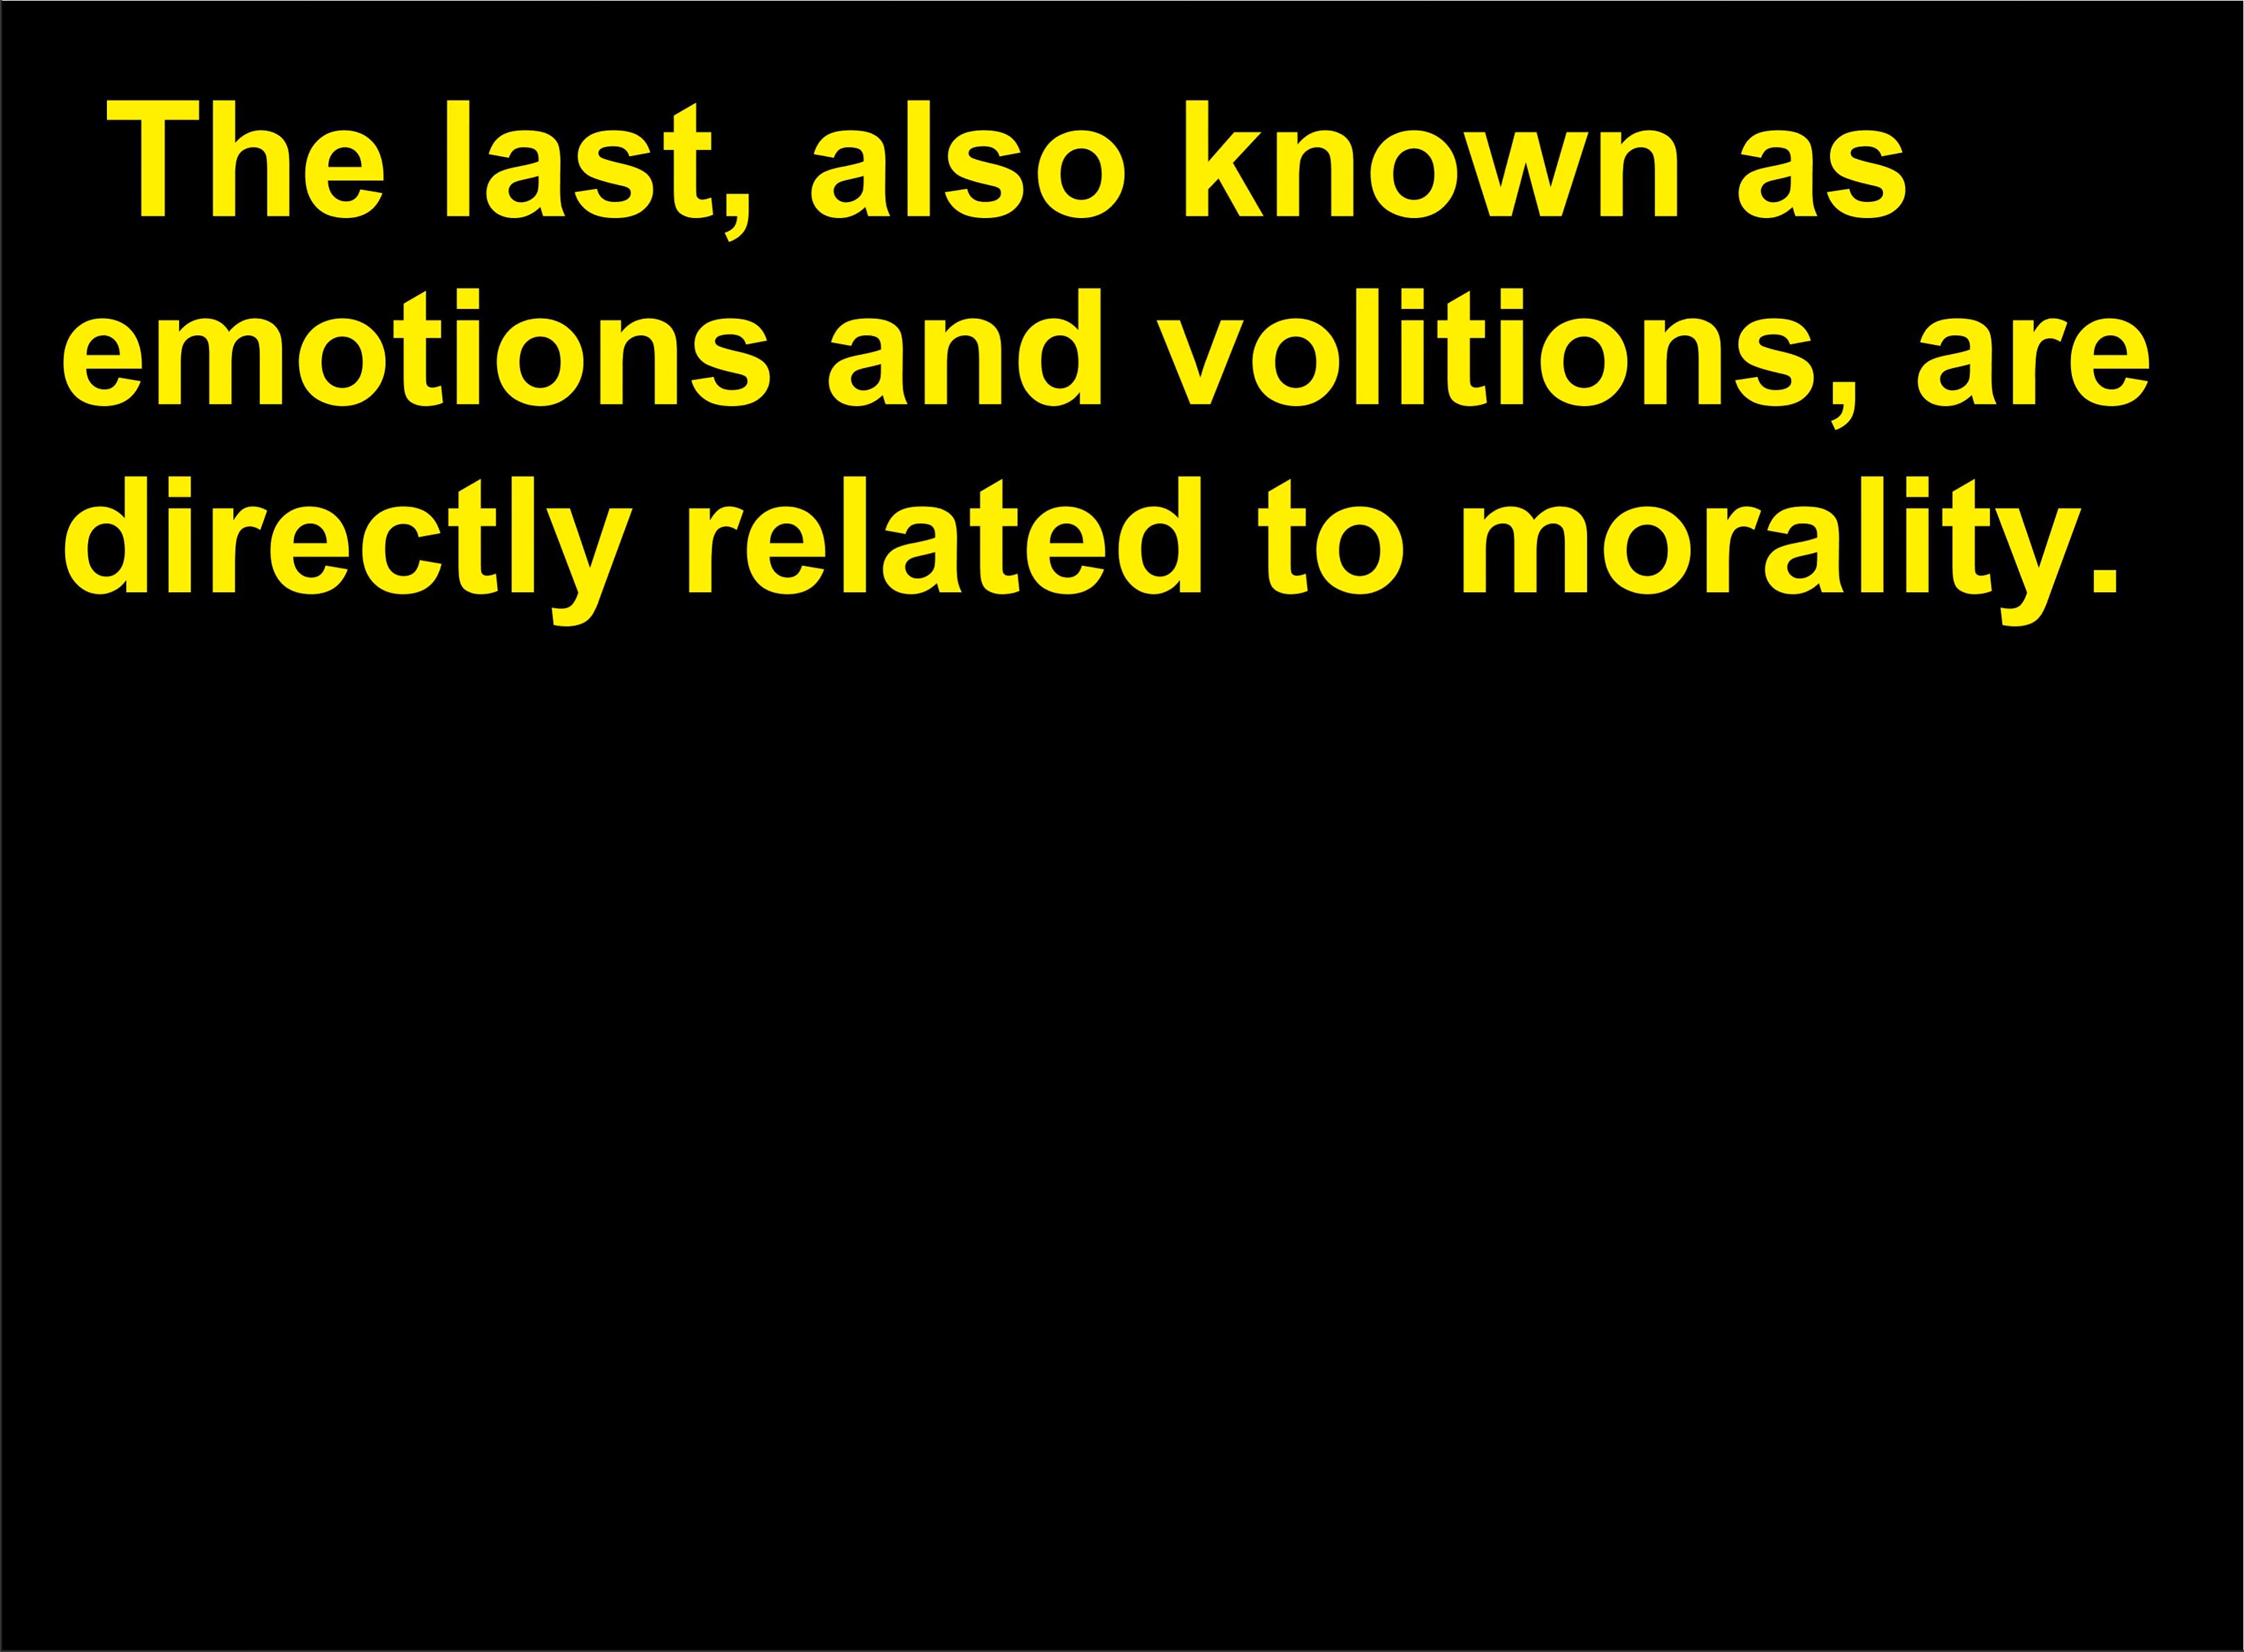 The last, also known as
emotions and volitions, are
directly related to morality.